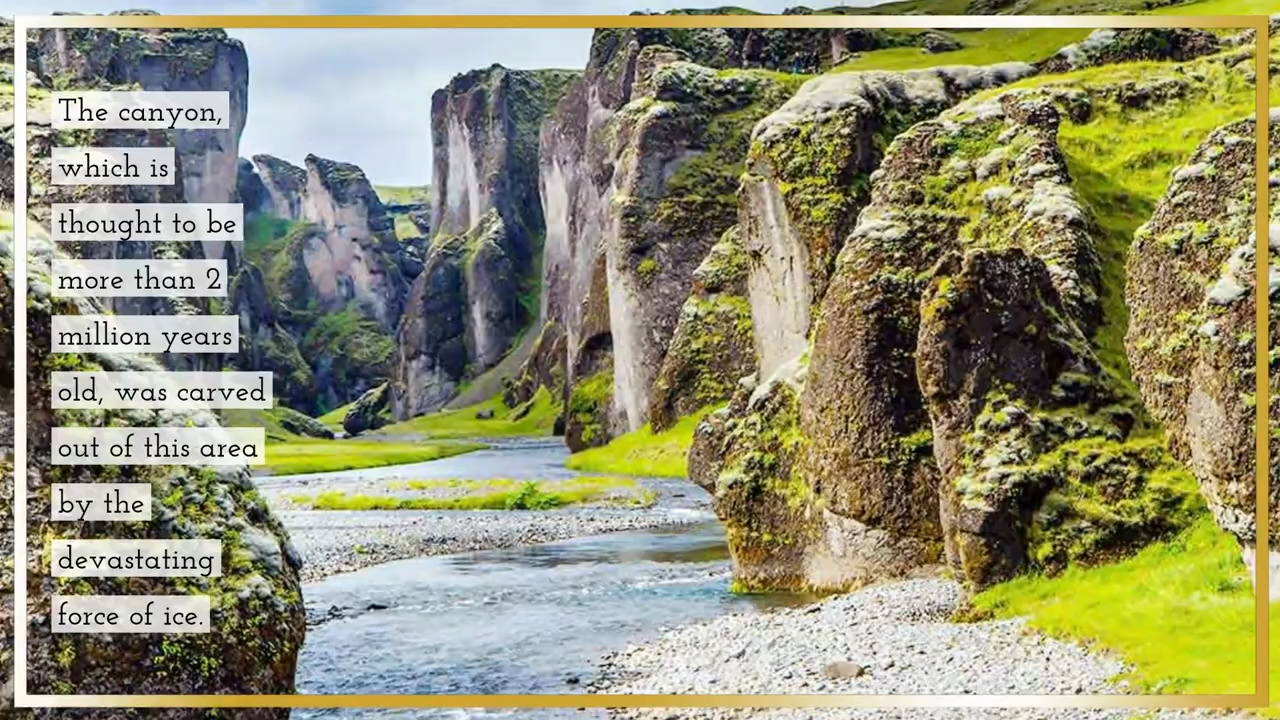 The canyon,
which is
thought to be
more than 2
million years
old, was carved
out of this area
by the
devastating
force of ice.